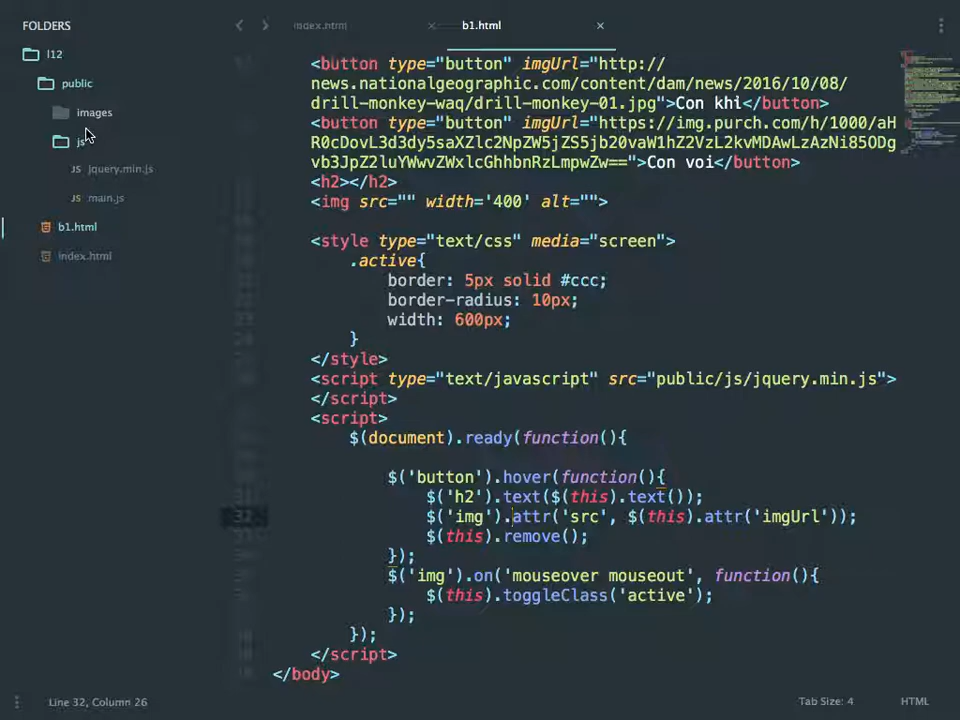 FOLDERS
l12
public
images
js
JS jquery.min.js
JS main.js
b1.html
index.html
index.html
b1.html
<button type="button" imgUrl="http://
news.nationalgeographic.com/content/dam/news/2016/10/08/
drill-monkey-waq/drill-monkey-01.jpg">Con khỉ</button>
<button type="button" imgUrl="https://img.purch.com/h/1000/aH
R0cDovL3d3dy5saXZlc2NpZW5jZS5jb20vaW1hZ2VzL2kvMDAwLzAzNi85ODg
vb3JpZ2luYWwvZWxlcGhhbnRzLmpwZw==">Con voi</button>
<h2></h2>
<img src="" width='400' alt="">
<style type="text/css" media="screen">
.active{
border: 5px solid #ccc;
border-radius: 10px;
width: 600px;
}
</style>
<script type="text/javascript" src="public/js/jquery.min.js">
</script>
<script>
$(document).ready(function(){
$('button').hover(function(){
$('h2').text($(this).text());
32 $('img').attr('src', $(this).attr('imgUrl'));
$(this).remove();
});
$('img').on('mouseover mouseout', function(){
$(this).toggleClass('active');
});
});
</script>
</body>
Line 32, Column 26
Tab Size: 4
HTML